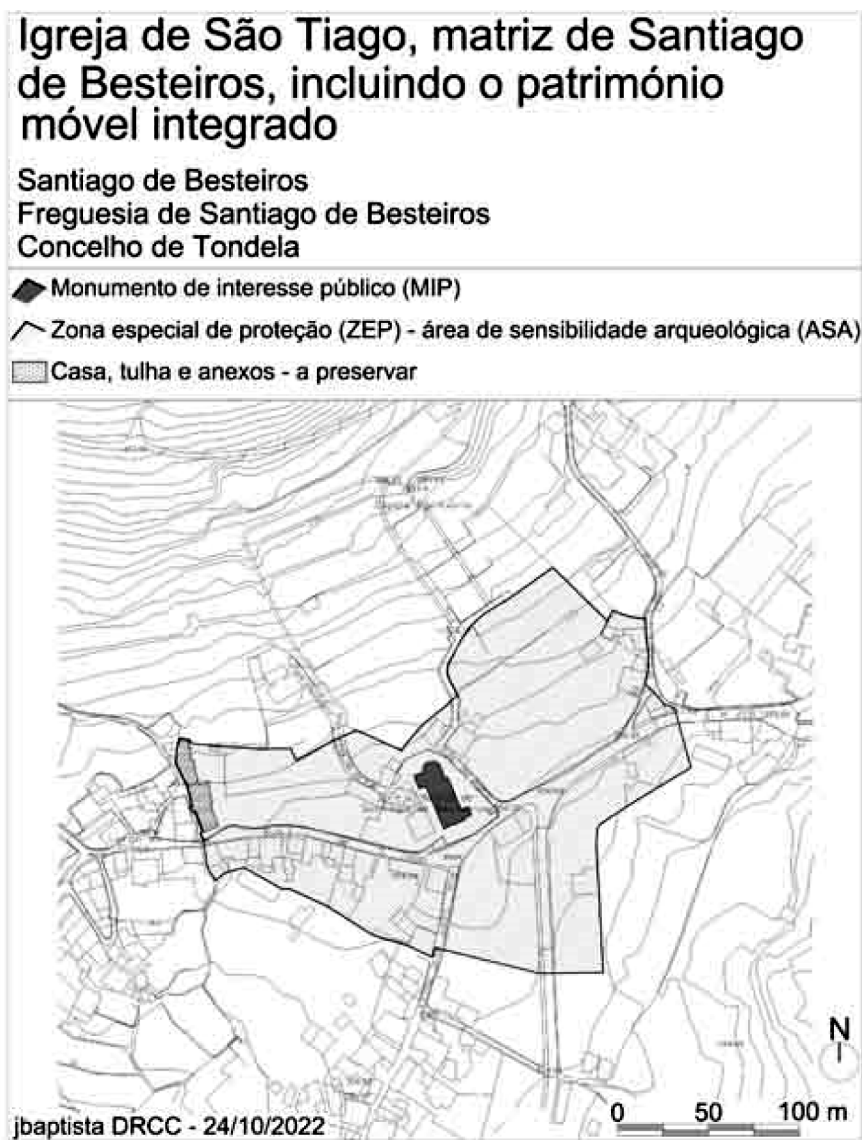 Igreja de São Tiago, matriz de Santiago
de Besteiros, incluindo o património
móvel integrado
Santiago de Besteiros
Freguesia de Santiago de Besteiros
Concelho de Tondela
Monumento de interesse público (MIP)
Zona especial de proteção (ZEP) - área de sensibilidade arqueológica (ASA)
Casa, tulha e anexos - a preservar
N
jbaptista DRCC - 24/10/2022
0 50 100 m